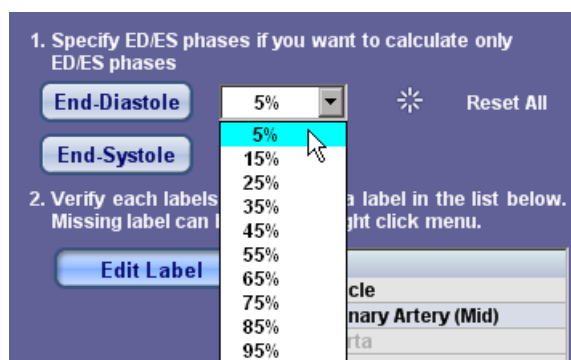 1. Specify ED/ES phases if you want to calculate only
ED/ES phases
End-Diastole 5% Reset All
5%
End-Systole 15%
25%
2. Verify each labels a label in the list below.
35%
Missing label can ght click menu.
45%
55%
Edit Label
65%
75% cle
85% nary Artery (Mid)
95% rta